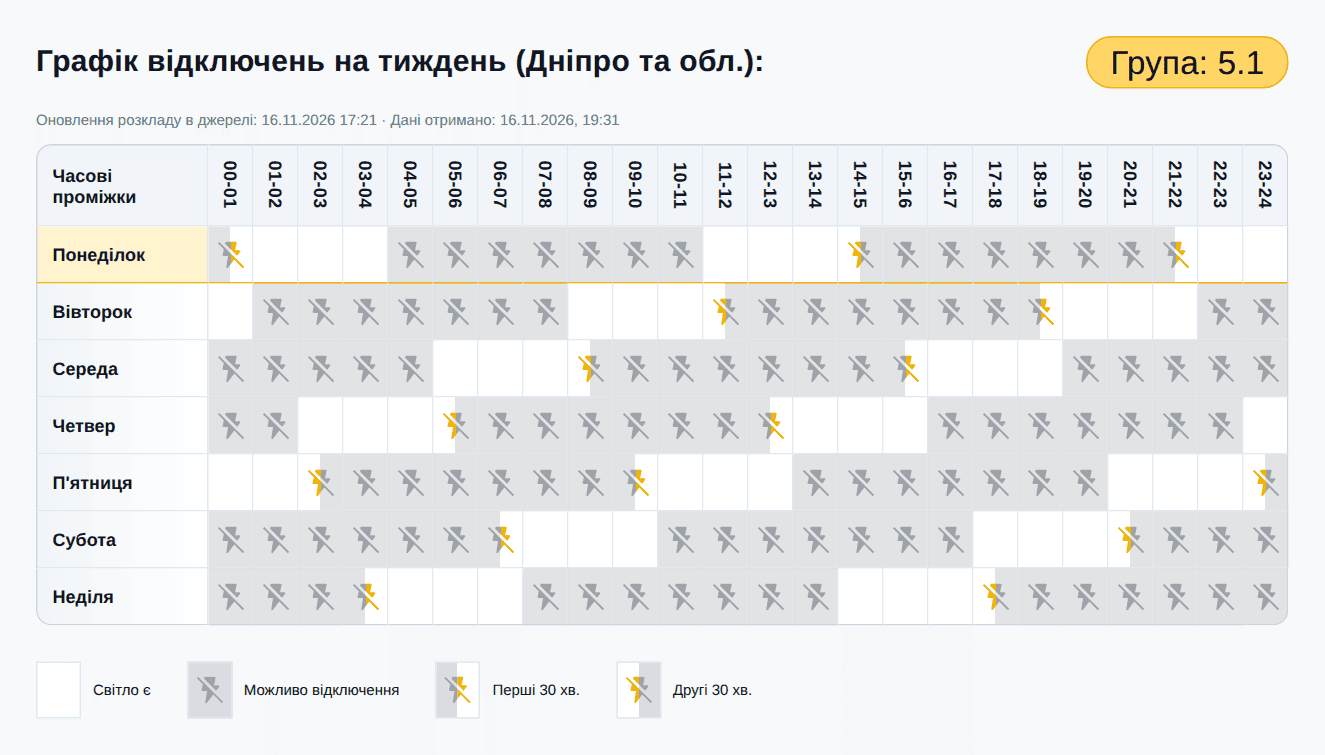 Графік відключень на тиждень (Дніпро та обл.):
Група: 5.1
Оновлення розкладу в джерелі: 16.11.2026 17:21 · Дані отримано: 16.11.2026, 19:31
Часові
проміжки
00-01 01-02 02-03 03-04 04-05 05-06 06-07 07-08 08-09 09-10 10-11 11-12 12-13 13-14 14-15 15-16 16-17 17-18 18-19 19-20 20-21 21-22 22-23 23-24
Понеділок
Вівторок
Середа
Четвер
П'ятниця
Субота
Неділя
Світло є
Можливо відключення
Перші 30 хв.
Другі 30 хв.